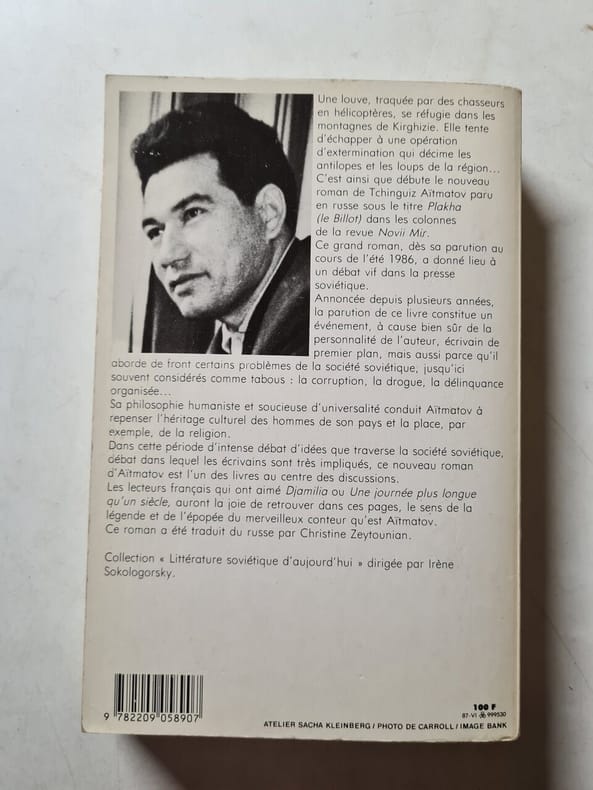 Une louve, traquée par des chasseurs
en hélicoptères, se réfugie dans les
montagnes de Kirghizie. Elle tente
d'échapper à une opération
d'extermination qui décime les
antilopes et les loups de la région...
C'est ainsi que débute le nouveau
roman de Tchinguiz Aïtmatov paru
en russe sous le titre Plakha
(le Billot) dans les colonnes
de la revue Novii Mir.
Ce grand roman, dès sa parution au
cours de l'été 1986, a donné lieu à
un débat vif dans la presse
soviétique.
Annoncée depuis plusieurs années,
la parution de ce livre constitue un
événement, à cause bien sûr de la
personnalité de l'auteur, écrivain de
premier plan, mais aussi parce qu'il
aborde de front certains problèmes de la société soviétique, jusqu'ici
souvent considérés comme tabous : la corruption, la drogue, la délinquance
organisée...
Sa philosophie humaniste et soucieuse d'universalité conduit Aïtmatov à
repenser l'héritage culturel des hommes de son pays et la place, par
exemple, de la religion.
Dans cette période d'intense débat d'idées que traverse la société soviétique,
débat dans lequel les écrivains sont très impliqués, ce nouveau roman
d'Aïtmatov est l'un des livres au centre des discussions.
Les lecteurs français qui ont aimé Djamilia ou Une journée plus longue
qu'un siècle, auront la joie de retrouver dans ces pages, le sens de la
légende et de l'épopée du merveilleux conteur qu'est Aïtmatov.
Ce roman a été traduit du russe par Christine Zeytounian.
Collection « Littérature soviétique d'aujourd'hui » dirigée par Irène
Sokologorsky.
9 782209 058907
100 F
87-VI 999530
ATELIER SACHA KLEINBERG / PHOTO DE CARROLL / IMAGE BANK